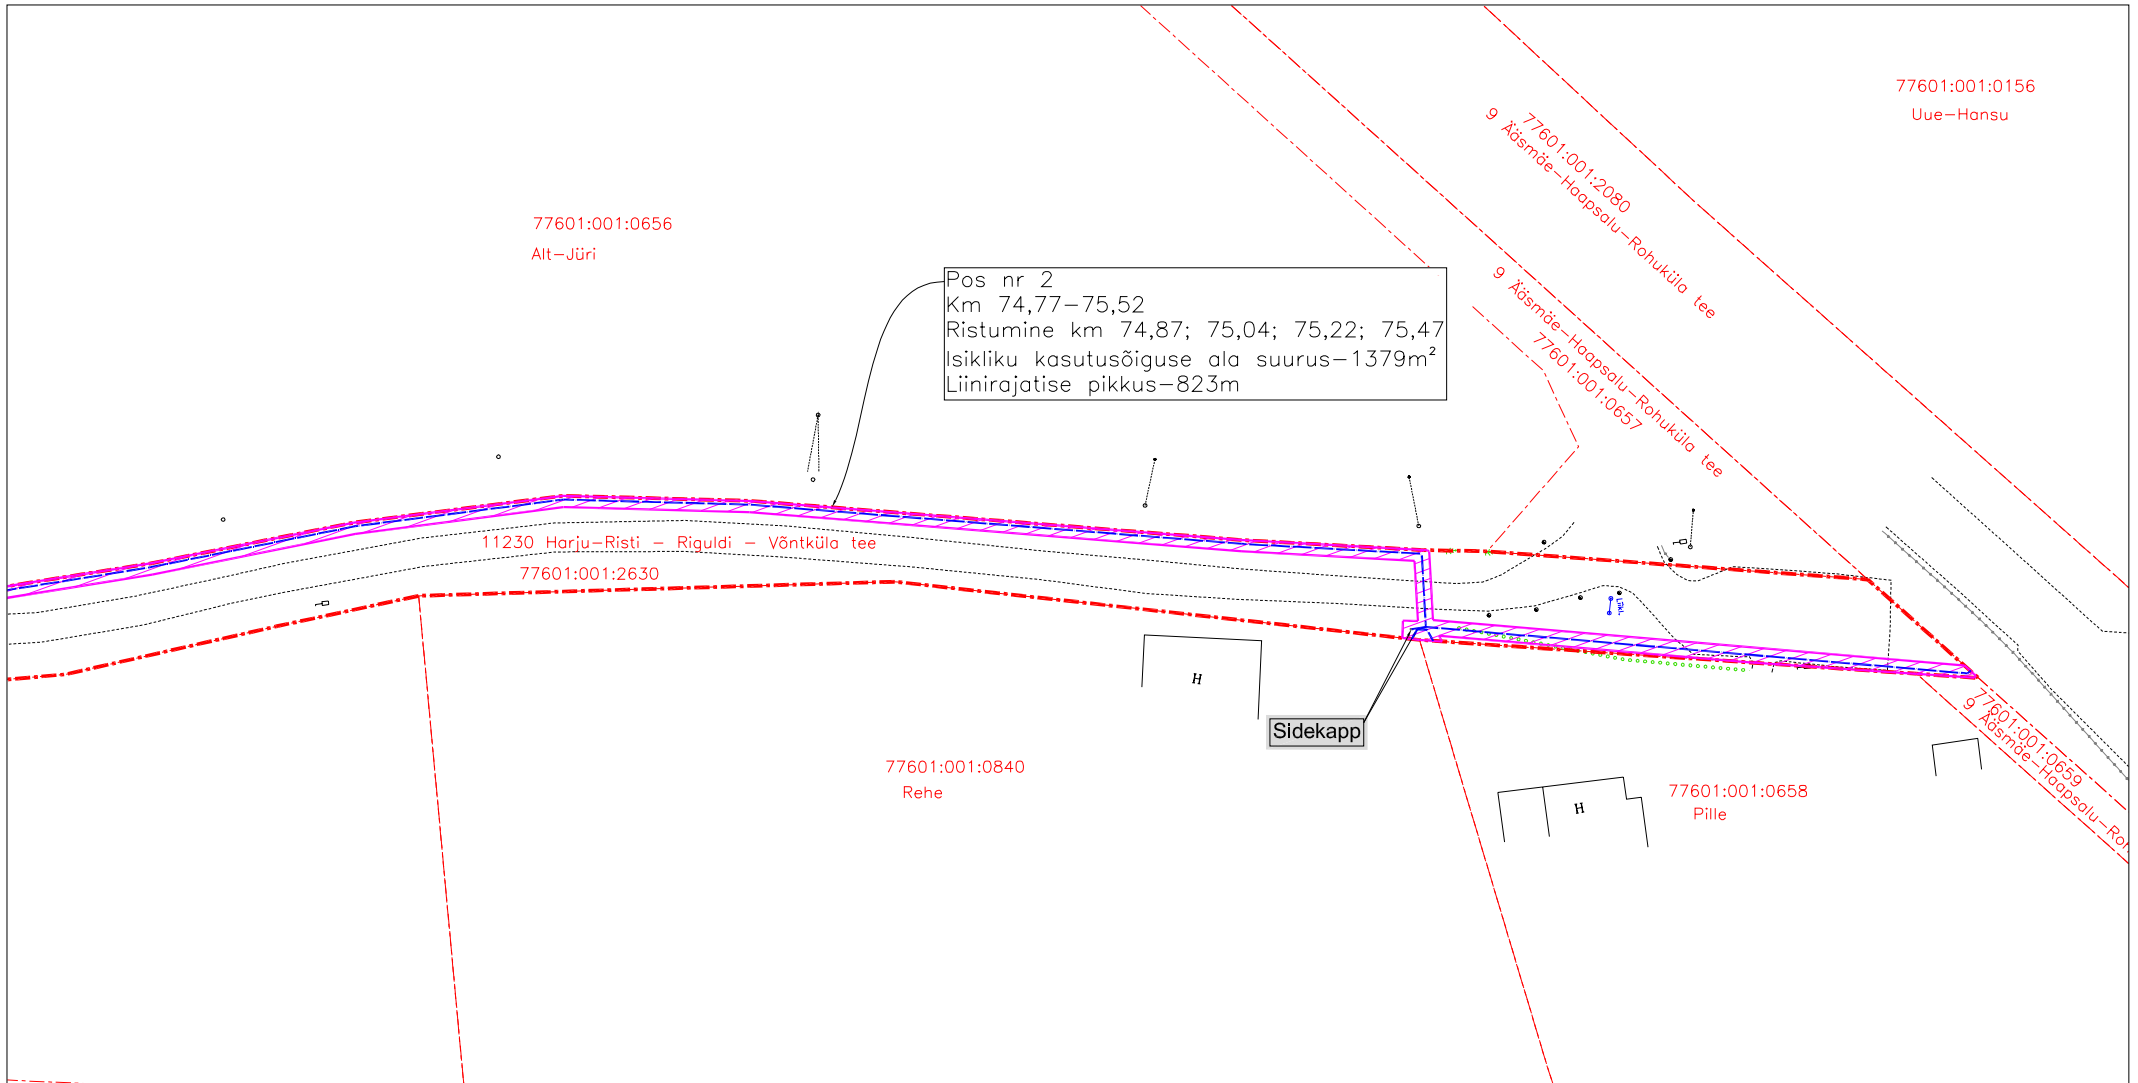 77601:001:0156
Uue-Hansu
77601:001:2080
9 Ääsmäe-Haapsalu-Rohuküla tee
77601:001:0656
Alt-Jüri
Pos nr 2
Km 74,77-75,52
Ristumine km 74,87; 75,04; 75,22; 75,47
Isikliku kasutusõiguse ala suurus-1379m²
Liinirajatise pikkus-823m
9 Ääsmäe-Haapsalu-Rohuküla tee
77601:001:0657
11230 Harju-Risti - Riguldi - Võntküla tee
77601:001:2630
Liikl.
H
Sidekapp
77601:001:0659
9 Ääsmäe-Haapsalu-Roh
77601:001:0840
Rehe
H
77601:001:0658
Pille